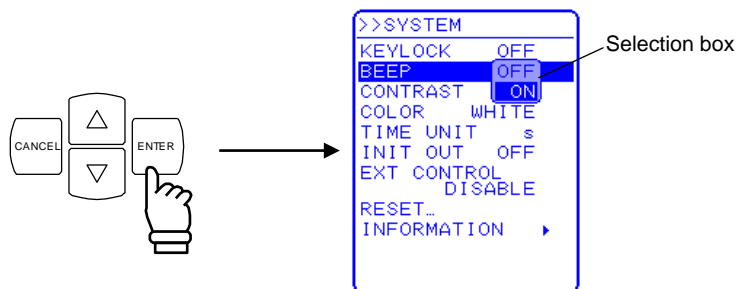 CANCEL
ENTER
>>SYSTEM
KEYLOCK OFF
BEEP OFF
CONTRAST ON
COLOR WHITE
TIME UNIT s
INIT OUT OFF
EXT CONTROL
DISABLE
RESET…
INFORMATION
Selection box